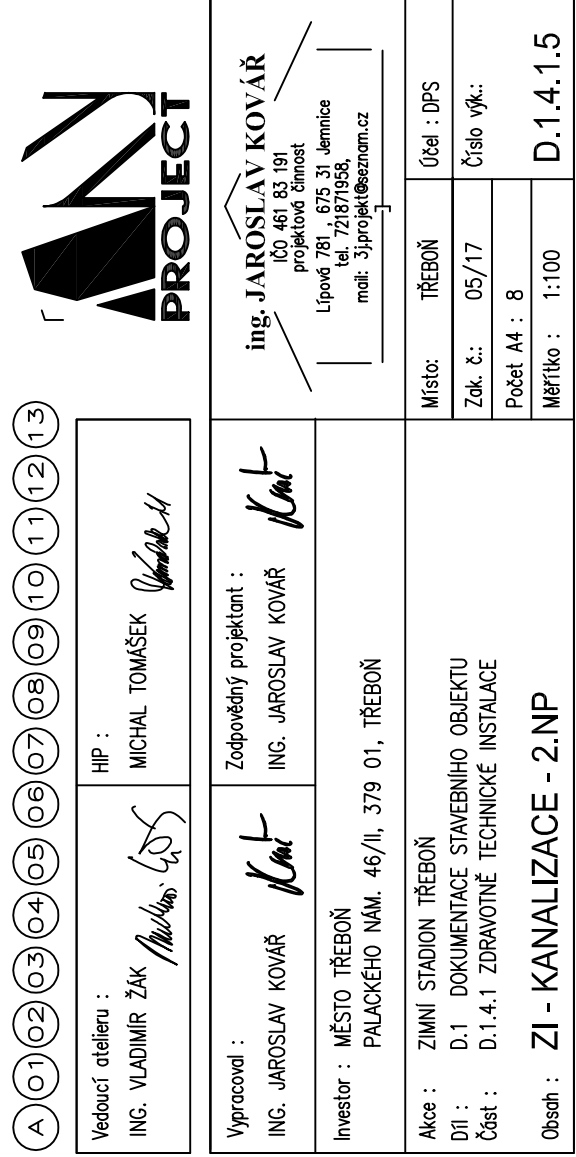 A 01 02 03 04 05 06 07 08 09 10 11 12 13
PROJECT
Vedoucí atelieru :
ING. VLADIMÍR ŽÁK
HIP :
MICHAL TOMÁŠEK
Vypracoval :
ING. JAROSLAV KOVÁŘ
Zodpovědný projektant :
ING. JAROSLAV KOVÁŘ
ing. JAROSLAV KOVÁŘ
IČO 461 83 191
projektová činnost
Lípová 781 , 675 31 Jemnice
tel. 721871958,
mail: 3j.projekt@seznam.cz
Investor : MĚSTO TŘEBOŇ
PALACKÉHO NÁM. 46/II, 379 01, TŘEBOŇ
Akce : ZIMNÍ STADION TŘEBOŇ
Díl : D.1 DOKUMENTACE STAVEBNÍHO OBJEKTU
Část : D.1.4.1 ZDRAVOTNĚ TECHNICKÉ INSTALACE
Obsah : ZI - KANALIZACE - 2.NP
Místo: TŘEBOŇ
Účel : DPS
Zak. č.: 05/17
Počet A4 : 8
Měřítko : 1:100
Číslo výk.:
D.1.4.1.5